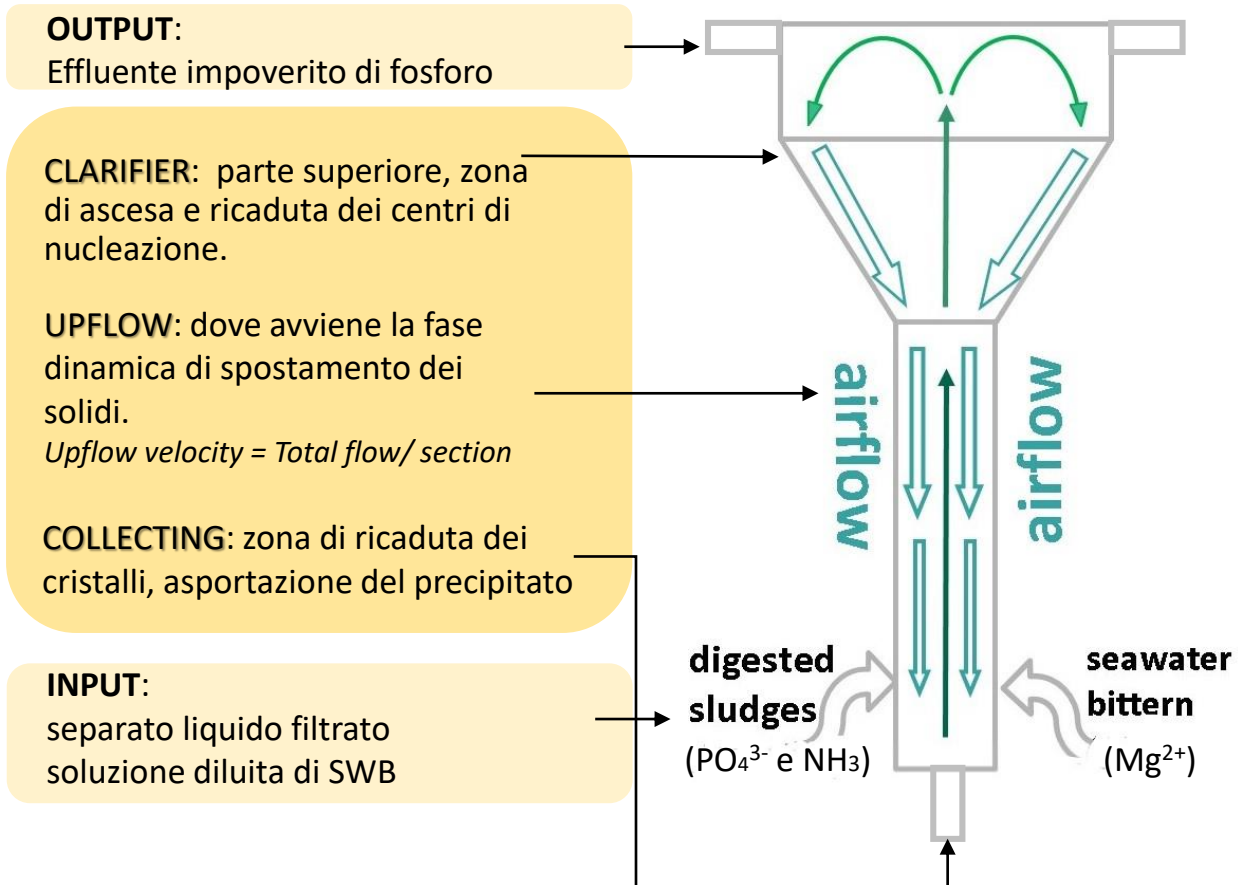 OUTPUT:
Effluente impoverito di fosforo
CLARIFIER: parte superiore, zona
di ascesa e ricaduta dei centri di
nucleazione.
UPFLOW: dove avviene la fase
dinamica di spostamento dei
solidi.
Upflow velocity = Total flow/ section
COLLECTING: zona di ricaduta dei
cristalli, asportazione del precipitato
INPUT:
separato liquido filtrato
soluzione diluita di SWB
airflow
airflow
digested
sludges
(PO₄³⁻ e NH₃)
seawater
bittern
(Mg²⁺)